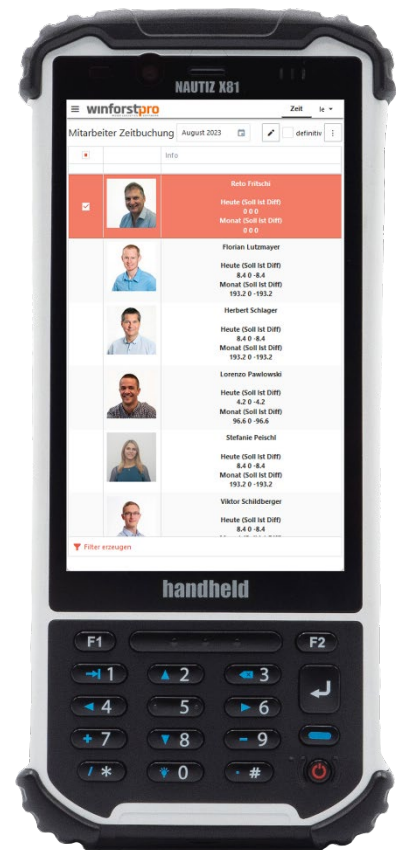 NAUTIZ X81
winforstpro
Zeit le
Mitarbeiter Zeitbuchung August 2023 definitiv
Info
Reto Fritschi
Heute (Soll Ist Diff)
0 0 0
Monat (Soll Ist Diff)
0 0 0
Florian Lutzmayer
Heute (Soll Ist Diff)
8.4 0 -8.4
Monat (Soll Ist Diff)
193.2 0 -193.2
Herbert Schlager
Heute (Soll Ist Diff)
8.4 0 -8.4
Monat (Soll Ist Diff)
193.2 0 -193.2
Lorenzo Pawlowski
Heute (Soll Ist Diff)
4.2 0 -4.2
Monat (Soll Ist Diff)
96.6 0 -96.6
Stefanie Peischl
Heute (Soll Ist Diff)
8.4 0 -8.4
Monat (Soll Ist Diff)
193.2 0 -193.2
Viktor Schildberger
Heute (Soll Ist Diff)
8.4 0 -8.4
Filter erzeugen
handheld
F1 F2
1 2 3
4 5 6
+ 7 8 - 9
/ * 0 . #